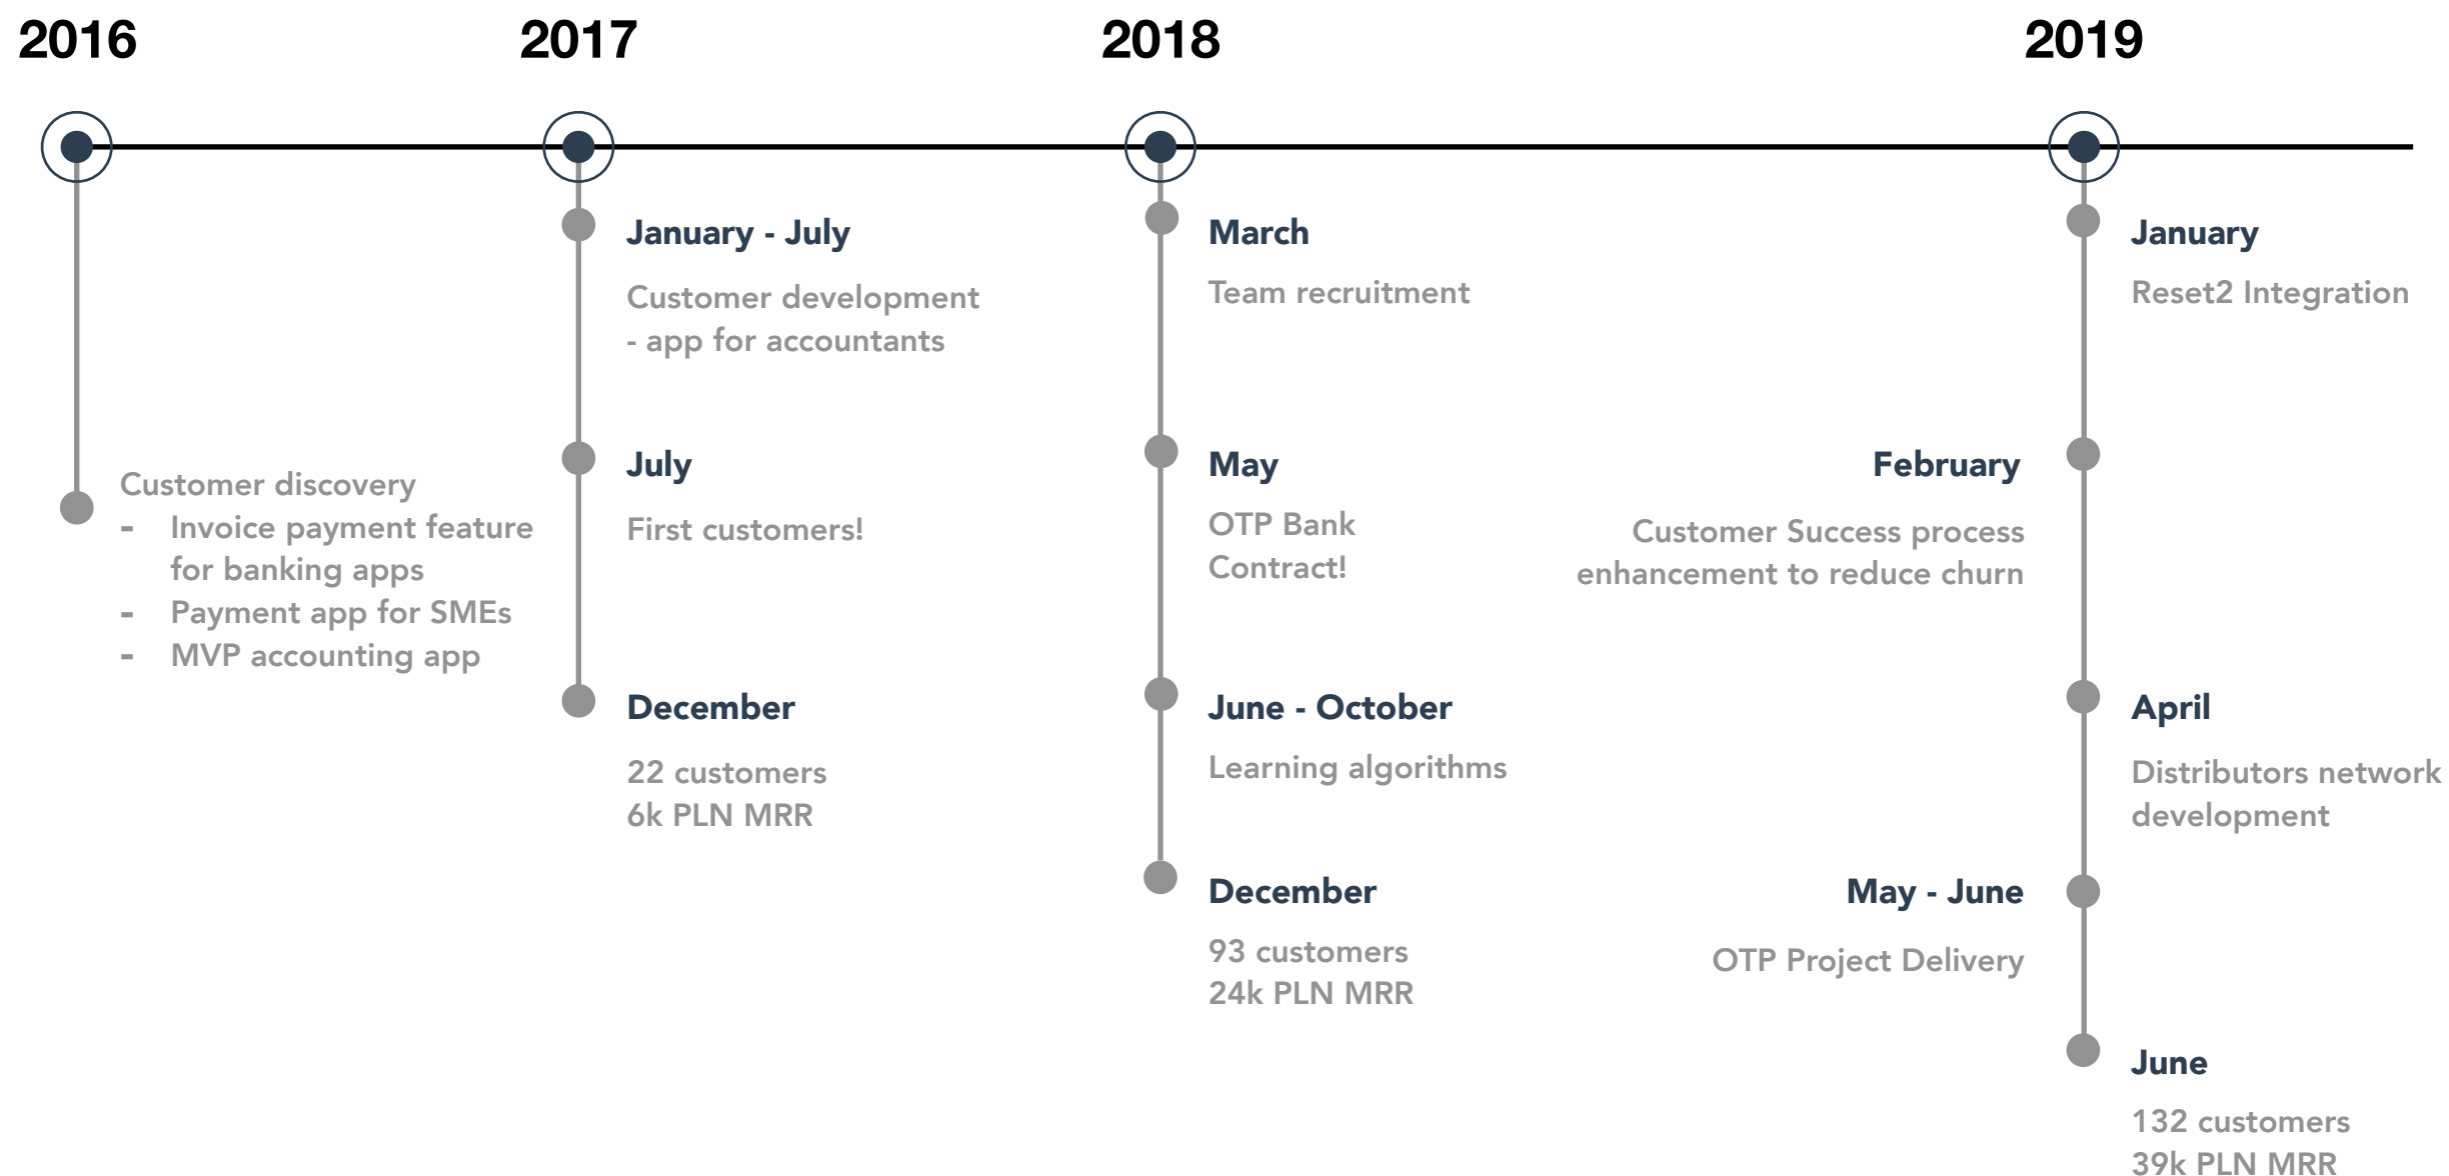 2016
Customer discovery
- Invoice payment feature
for banking apps
- Payment app for SMEs
- MVP accounting app
2017
January - July
Customer development
- app for accountants
July
First customers!
December
22 customers
6k PLN MRR
2018
March
Team recruitment
May
OTP Bank
Contract!
June - October
Learning algorithms
December
93 customers
24k PLN MRR
2019
January
Reset2 Integration
February
Customer Success process
enhancement to reduce churn
April
Distributors network
development
May - June
OTP Project Delivery
June
132 customers
39k PLN MRR